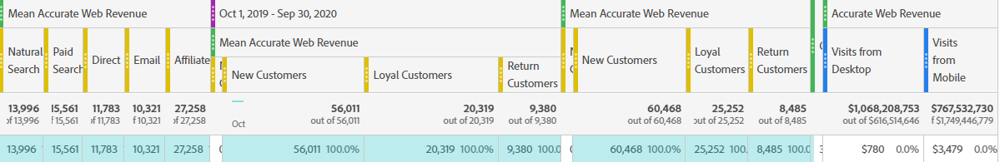 Mean Accurate Web Revenue Oct 1, 2019 - Sep 30, 2020 Mean Accurate Web Revenue Accurate Web Revenue
Mean Accurate Web Revenue
Natural Search Paid Search Direct Email Affiliate New Customers Loyal Customers Return Customers New Customers Loyal Customers Return Customers Visits from Desktop Visits from Mobile
13,996 15,561 11,783 10,321 27,258 56,011 20,319 9,380 60,468 25,252 8,485 $1,068,208,753 $767,532,730
of 13,996 f 15,561 of 11,783 of 10,321 of 27,258 Oct out of 56,011 out of 20,319 out of 9,380 out of 60,468 out of 25,252 out of 8,485 out of $616,514,646 f $1,749,446,779
13,996 15,561 11,783 10,321 27,258 56,011 100.0% 20,319 100.0% 9,380 100.0 60,468 100.0% 25,252 100. 8,485 100.0 $780 0.0% $3,479 0.0%